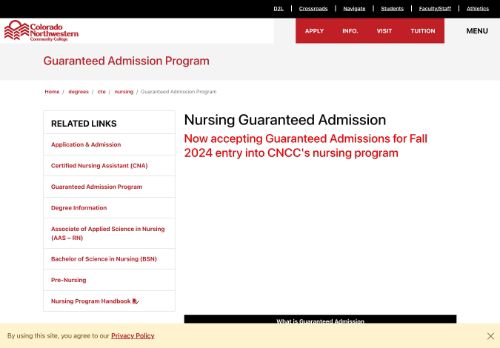 D2L Crossroads Navigate Students Faculty/Staff Athletics
Colorado
Northwestern
Community College
APPLY INFO. VISIT TUITION MENU
Guaranteed Admission Program
Home / degrees / cte / nursing / Guaranteed Admission Program
RELATED LINKS
Application & Admission
Certified Nursing Assistant (CNA)
Guaranteed Admission Program
Degree Information
Associate of Applied Science in Nursing
(AAS – RN)
Bachelor of Science in Nursing (BSN)
Pre-Nursing
Nursing Program Handbook
Nursing Guaranteed Admission
Now accepting Guaranteed Admissions for Fall
2024 entry into CNCC's nursing program
What is Guaranteed Admission
By using this site, you agree to our Privacy Policy